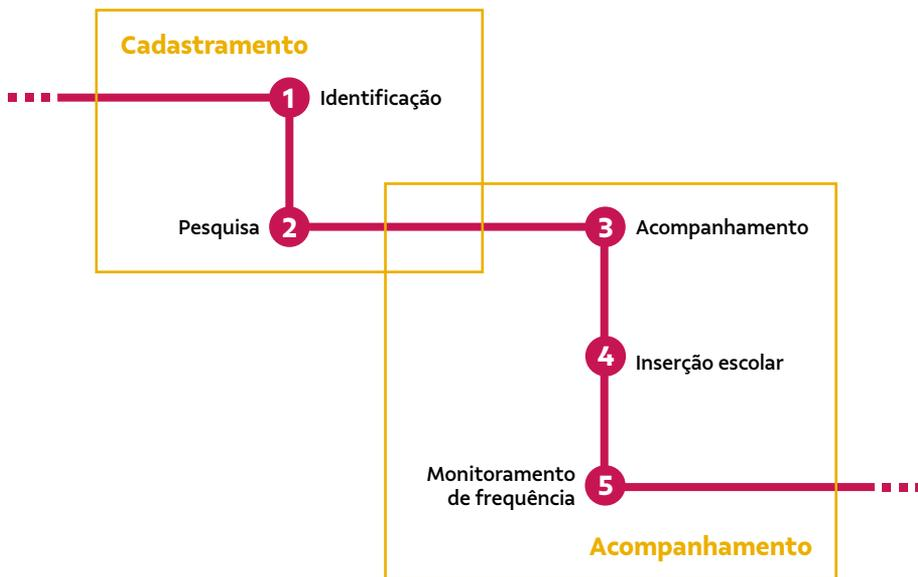 Cadastramento
1 Identificação
Pesquisa 2
3 Acompanhamento
4 Inserção escolar
Monitoramento
de frequência 5
Acompanhamento